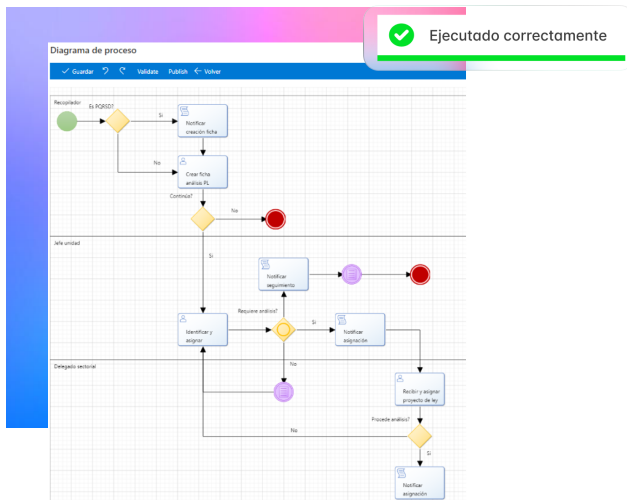 Ejecutado correctamente
Diagrama de proceso
Guardar Validate Publish Volver
Recopilador
Es PQRSD?
Si
Notificar
creación ficha
No
Crear ficha
análisis PL
Continúa?
No
Si
Jefe unidad
Notificar
seguimiento
Requiere análisis?
Identificar y
asignar
Si
Notificar
asignación
No
Delegado sectorial
Recibir y asignar
proyecto de ley
Procede análisis?
No
Si
Notificar
asignación